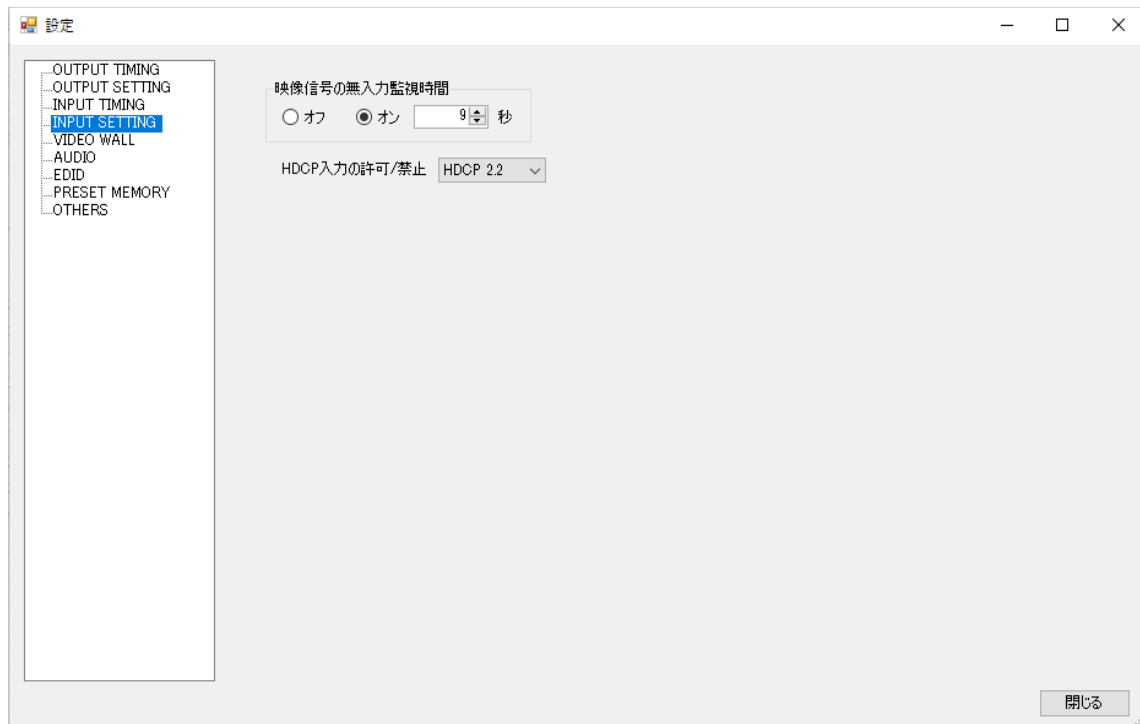 設定
OUTPUT TIMING
OUTPUT SETTING
INPUT TIMING
INPUT SETTING
VIDEO WALL
AUDIO
EDID
PRESET MEMORY
OTHERS
映像信号の無入力監視時間
オフ オン 9 秒
HDCP入力の許可/禁止 HDCP 2.2
閉じる